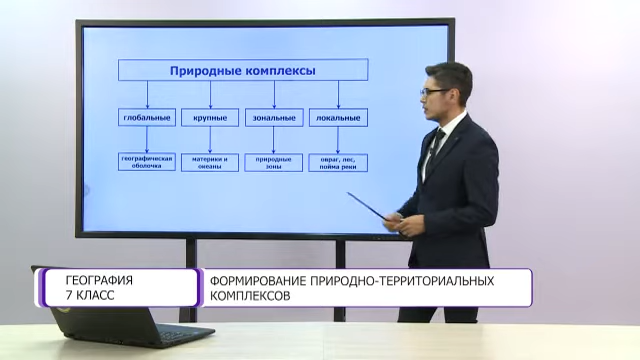 Природные комплексы
глобальные
крупные
зональные
локальные
географическая
оболочка
материки и
океаны
природные
зоны
овраг, лес,
пойма реки
ГЕОГРАФИЯ
7 КЛАСС
ФОРМИРОВАНИЕ ПРИРОДНО-ТЕРРИТОРИАЛЬНЫХ
КОМПЛЕКСОВ